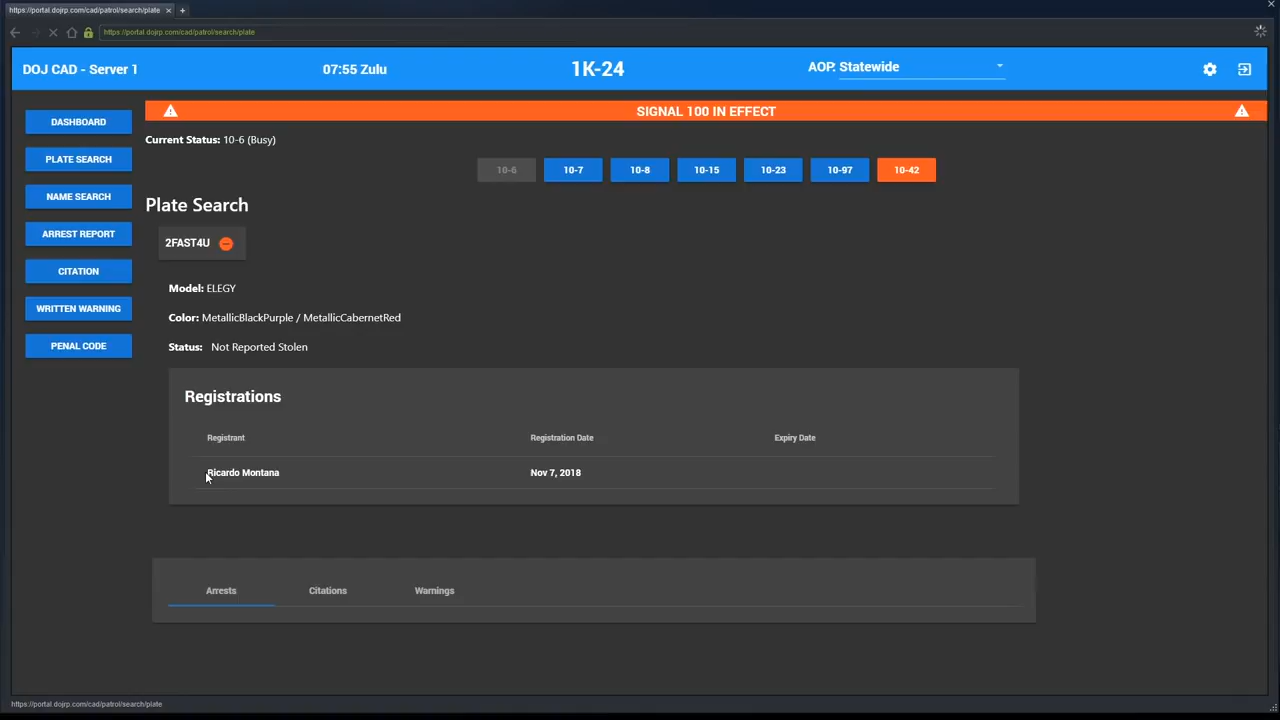 https://portal.dojrp.com/cad/patrol/search/plate
https://portal.dojrp.com/cad/patrol/search/plate
DOJ CAD - Server 1
07:55 Zulu
1K-24
AOP: Statewide
SIGNAL 100 IN EFFECT
DASHBOARD
PLATE SEARCH
NAME SEARCH
ARREST REPORT
CITATION
WRITTEN WARNING
PENAL CODE
Current Status: 10-6 (Busy)
10-6 10-7 10-8 10-15 10-23 10-97 10-42
Plate Search
2FAST4U
Model: ELEGY
Color: MetallicBlackPurple / MetallicCabernetRed
Status: Not Reported Stolen
Registrations
Registrant Registration Date Expiry Date
Ricardo Montana Nov 7, 2018
Arrests Citations Warnings
https://portal.dojrp.com/cad/patrol/search/plate